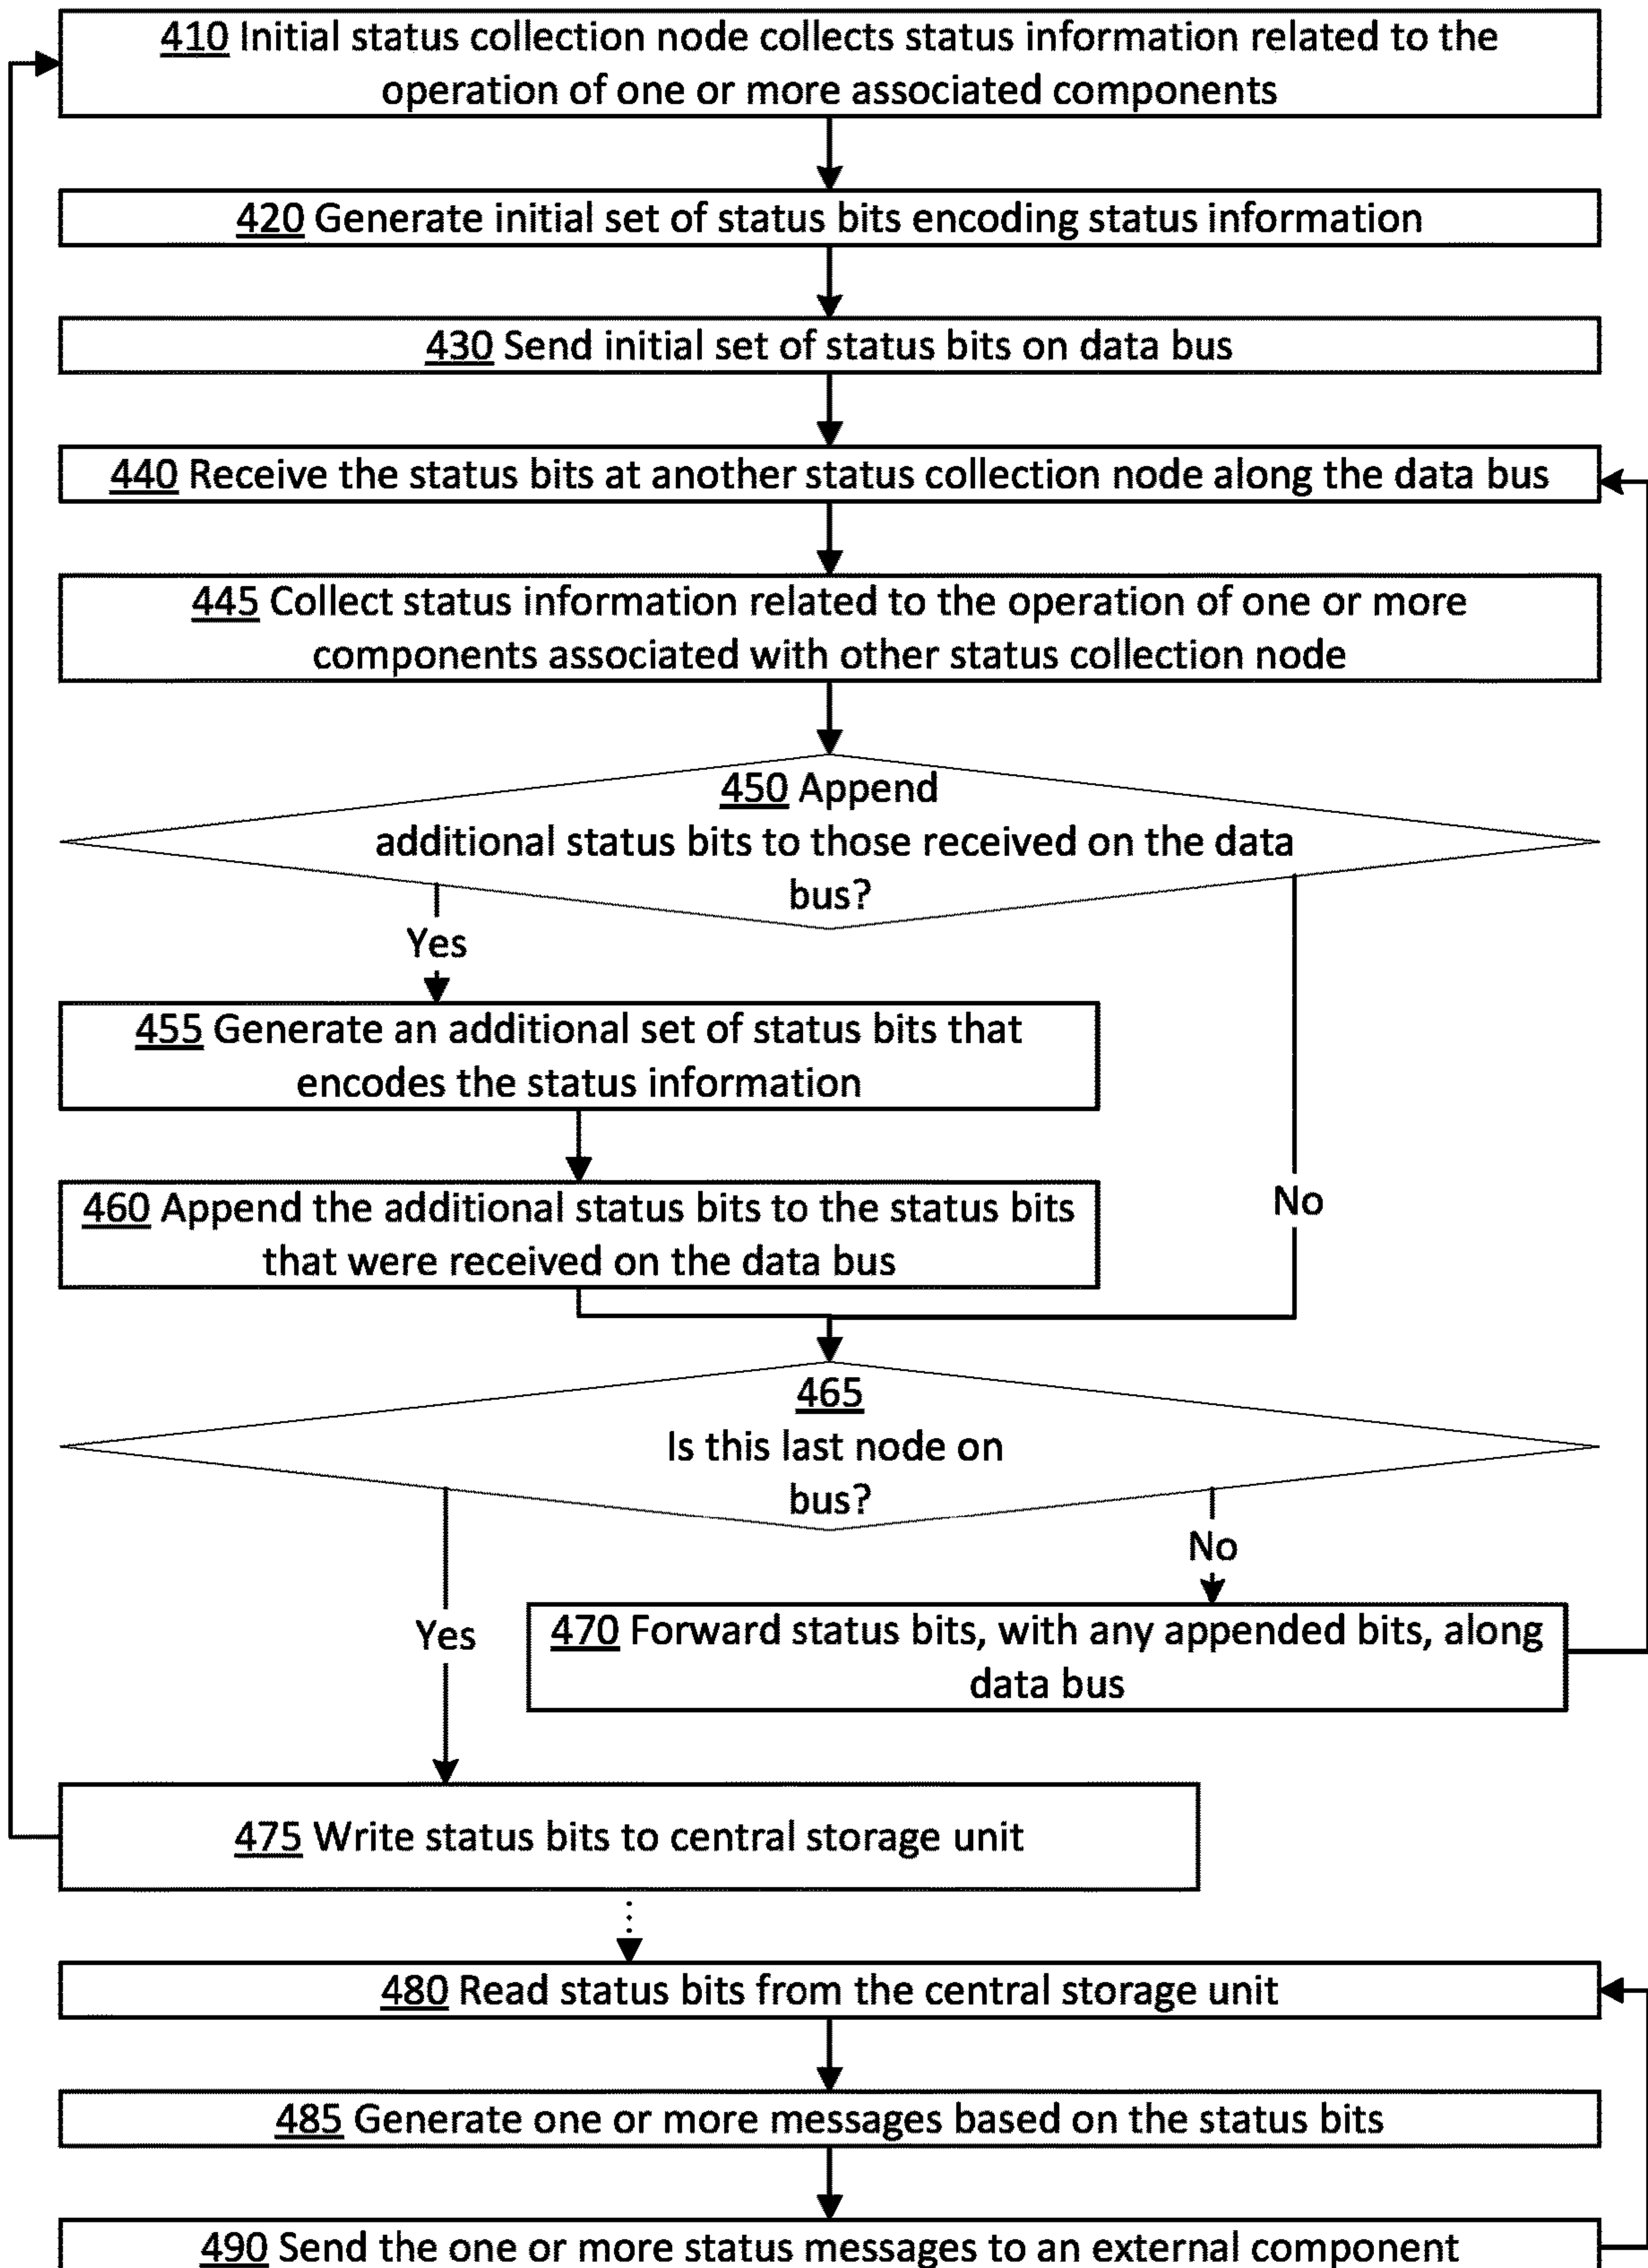 410 Initial status collection node collects status information related to the
operation of one or more associated components
420 Generate initial set of status bits encoding status information
430 Send initial set of status bits on data bus
440 Receive the status bits at another status collection node along the data bus
445 Collect status information related to the operation of one or more
components associated with other status collection node
450 Append
additional status bits to those received on the data
bus?
Yes
455 Generate an additional set of status bits that
encodes the status information
460 Append the additional status bits to the status bits
that were received on the data bus
No
465
Is this last node on
bus?
No
Yes
470 Forward status bits, with any appended bits, along
data bus
475 Write status bits to central storage unit
480 Read status bits from the central storage unit
485 Generate one or more messages based on the status bits
490 Send the one or more status messages to an external component